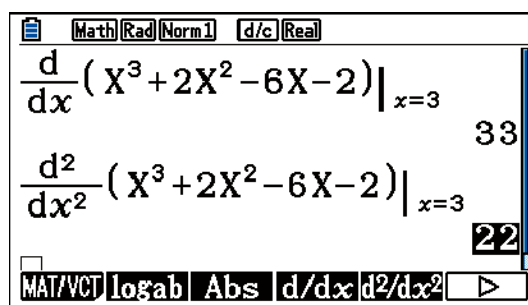 Math Rad Norm1 d/c Real
d/dx(X³+2X²-6X-2)|x=3
33
d²/dx²(X³+2X²-6X-2)|x=3
22
MAT/VCT logab Abs d/dx d²/dx² ▷